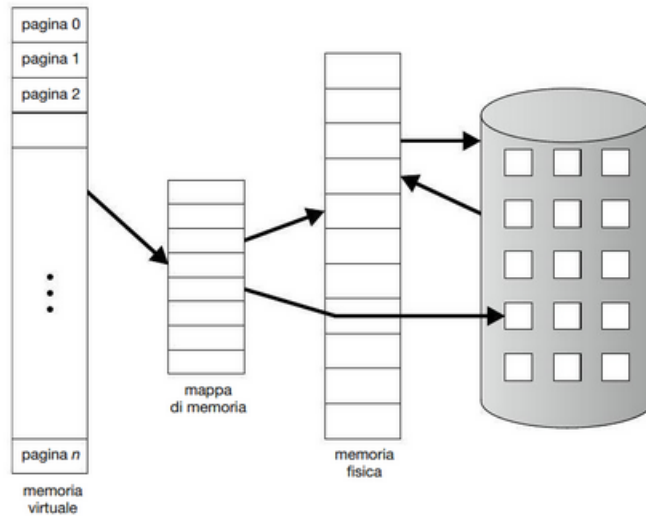 pagina 0
pagina 1
pagina 2
pagina n
memoria
virtuale
mappa
di memoria
memoria
fisica